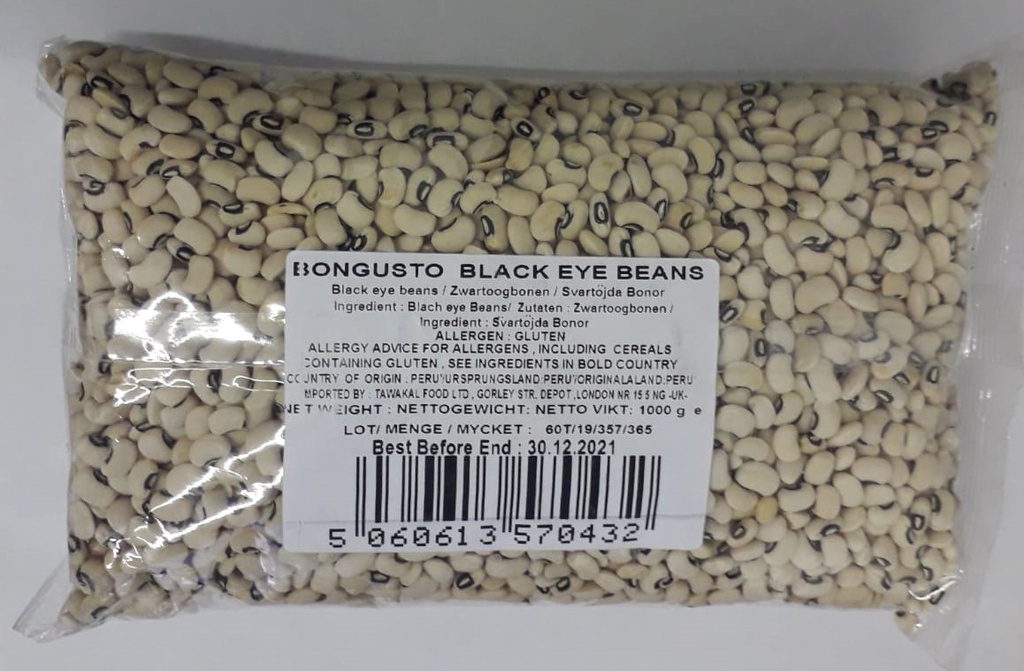 BONGUSTO BLACK EYE BEANS
Black eye beans / Zwartoogbonen / Svartöjda Bonor
Ingredient : Blach eye Beans/ Zutaten : Zwartoogbonen /
Ingredient : Svartöjda Bonor
ALLERGEN : GLUTEN
ALLERGY ADVICE FOR ALLERGENS, INCLUDING CEREALS
CONTAINING GLUTEN, SEE INGREDIENTS IN BOLD COUNTRY
COUNTRY OF ORIGIN : PERU/URSPRUNGSLAND:PERU/ORIGINALALAND:PERU
MPORTED BY : TAWAKAL FOOD LTD, GORLEY STR. DEPOT, LONDON NR 15 5 NG -UK-
NET WEIGHT : NETTOGEWICHT: NETTO VIKT: 1000 g e
LOT/ MENGE / MYCKET : 60T/19/357/365
Best Before End : 30.12.2021
5 060613 570432